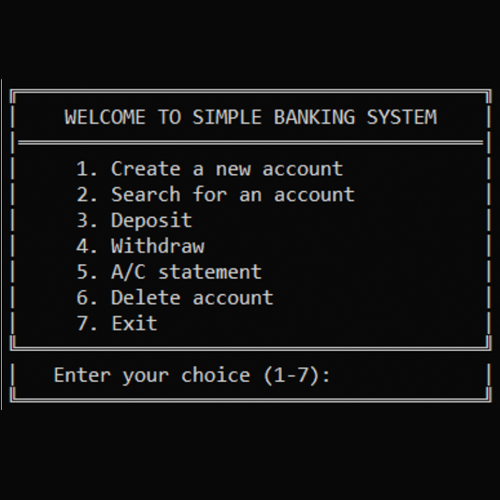 WELCOME TO SIMPLE BANKING SYSTEM
1. Create a new account
2. Search for an account
3. Deposit
4. Withdraw
5. A/C statement
6. Delete account
7. Exit
Enter your choice (1-7):